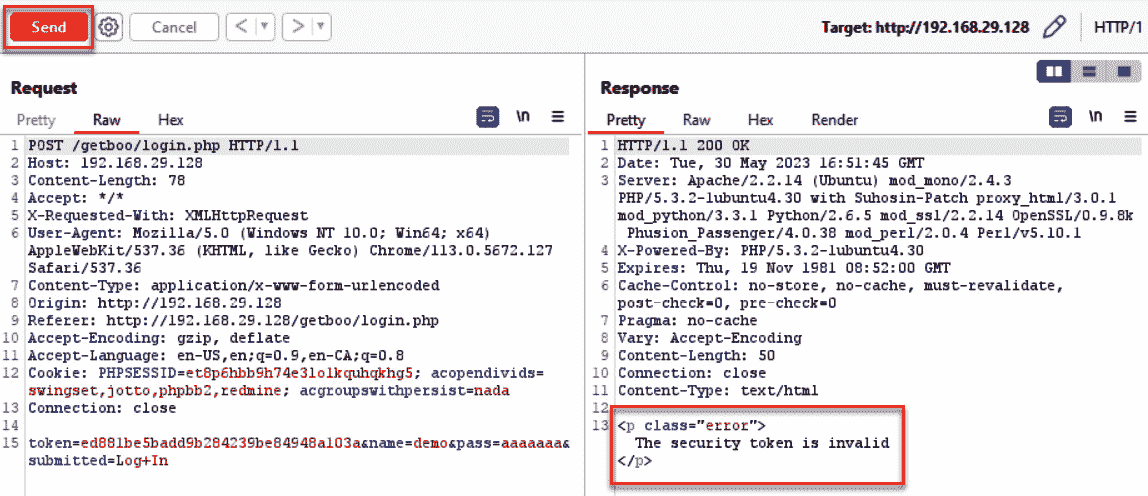 Send
Cancel
<
>
Target: http://192.168.29.128
HTTP/1
Request
Pretty
Raw
Hex
\n
1 POST /getboo/login.php HTTP/1.1
2 Host: 192.168.29.128
3 Content-Length: 78
4 Accept: */*
5 X-Requested-With: XMLHttpRequest
6 User-Agent: Mozilla/5.0 (Windows NT 10.0; Win64; x64)
AppleWebKit/537.36 (KHTML, like Gecko) Chrome/113.0.5672.127
Safari/537.36
7 Content-Type: application/x-www-form-urlencoded
8 Origin: http://192.168.29.128
9 Referer: http://192.168.29.128/getboo/login.php
10 Accept-Encoding: gzip, deflate
11 Accept-Language: en-US,en;q=0.9,en-CA;q=0.8
12 Cookie: PHPSESSID=et8p6hbb9h74e31olkquhqkhg5; acopendivids=
swingset,jotto,phpbb2,redmine; acgroupswithpersist=nada
13 Connection: close
14
15 token=ed881be5badd9b284239be84948a103a&name=demo&pass=aaaaaaa&
submitted=Log+In
Response
Pretty
Raw
Hex
Render
\n
1 HTTP/1.1 200 OK
2 Date: Tue, 30 May 2023 16:51:45 GMT
3 Server: Apache/2.2.14 (Ubuntu) mod_mono/2.4.3
PHP/5.3.2-1ubuntu4.30 with Suhosin-Patch proxy_html/3.0.1
mod_python/3.3.1 Python/2.6.5 mod_ssl/2.2.14 OpenSSL/0.9.8k
Phusion_Passenger/4.0.38 mod_perl/2.0.4 Perl/v5.10.1
4 X-Powered-By: PHP/5.3.2-1ubuntu4.30
5 Expires: Thu, 19 Nov 1981 08:52:00 GMT
6 Cache-Control: no-store, no-cache, must-revalidate,
post-check=0, pre-check=0
7 Pragma: no-cache
8 Vary: Accept-Encoding
9 Content-Length: 50
10 Connection: close
11 Content-Type: text/html
12
13 <p class="error">
The security token is invalid
</p>